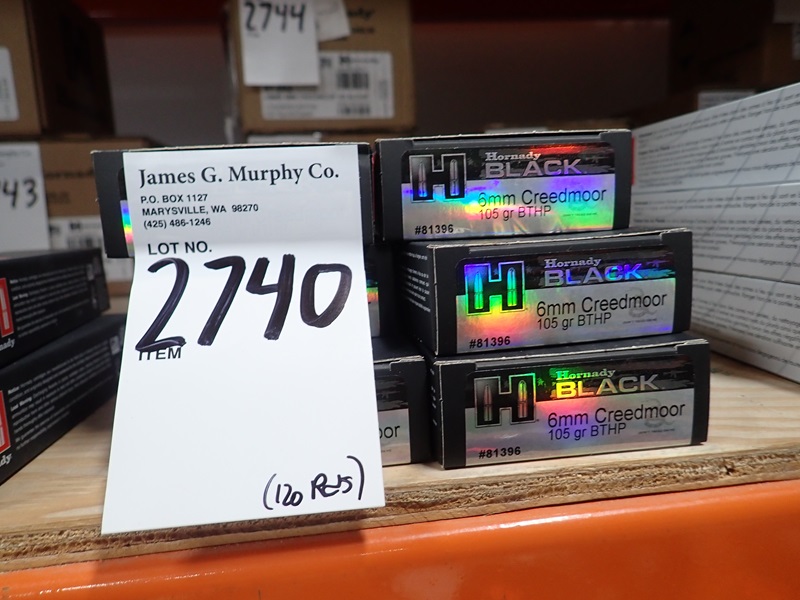 2744
43
James G. Murphy Co.
P.O. BOX 1127
MARYSVILLE, WA 98270
(425) 486-1246
LOT NO.
2740
ITEM
(120 Rds)
Hornady
BLACK
6mm Creedmoor
105 gr BTHP
#81396
Hornady
BLACK
6mm Creedmoor
105 gr BTHP
#81396
Hornady
BLACK
6mm Creedmoor
105 gr BTHP
#81396
or